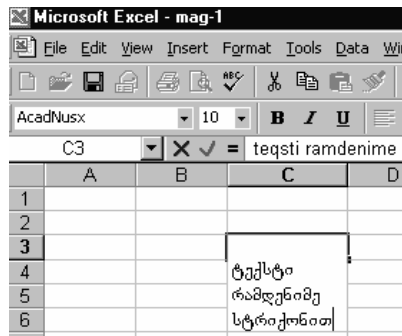 Microsoft Excel - mag-1
File Edit View Insert Format Tools Data
AcadNusx 10 B I U
C3 = teqsti ramdenime
A B C D
1
2
3
4 ტექსტი
5 რამდენიმე
6 სტრიქონით